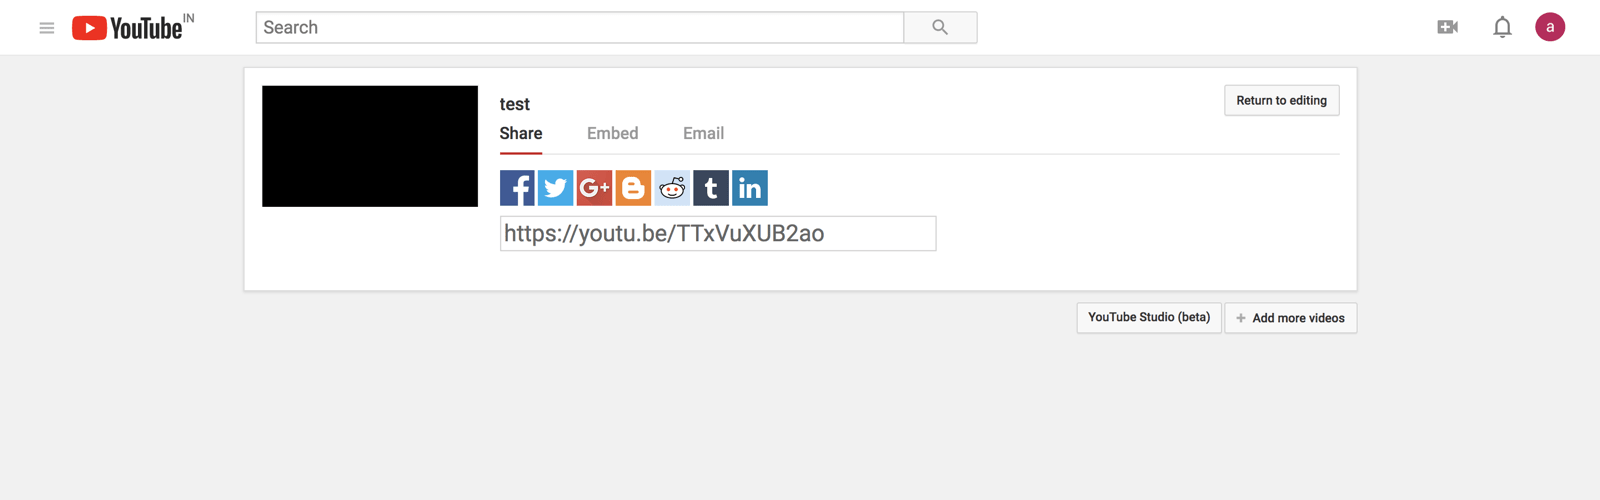 YouTube IN
Search
a
test
Return to editing
Share Embed Email
f G+ B t in
https://youtu.be/TTxVuXUB2ao
YouTube Studio (beta) + Add more videos